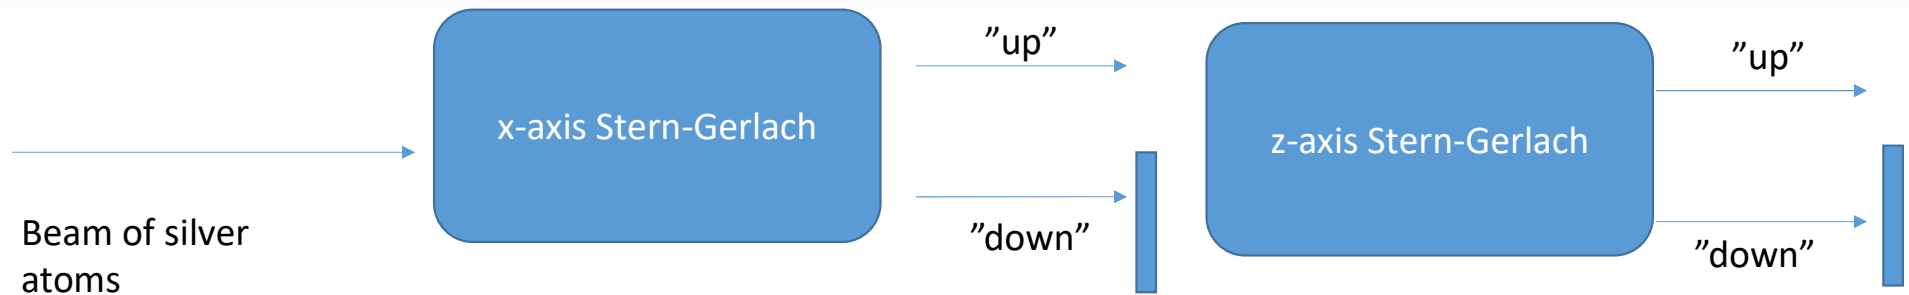 ”up”
”up”
x-axis Stern-Gerlach
z-axis Stern-Gerlach
Beam of silver
atoms
”down”
”down”